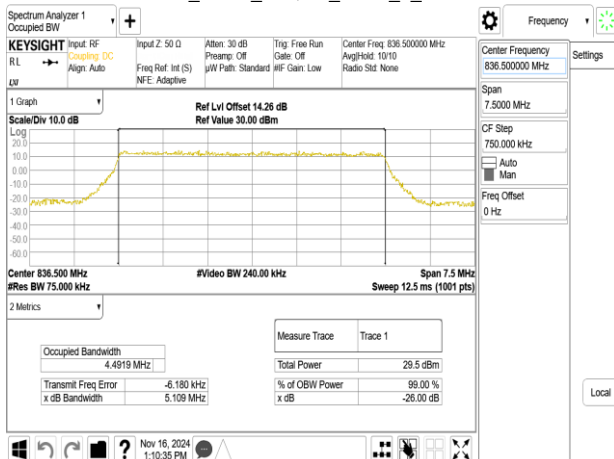 Spectrum Analyzer 1
Occupied BW
Frequency
KEYSIGHT
RL
LXI
Input: RF
Coupling: DC
Align: Auto
Input Z: 50 Ω
Freq Ref: Int (S)
NFE: Adaptive
Atten: 30 dB
Preamp: Off
µW Path: Standard
Trig: Free Run
Gate: Off
#IF Gain: Low
Center Freq: 836.500000 MHz
Avg|Hold: 10/10
Radio Std: None
Center Frequency
836.500000 MHz
Settings
Span
7.5000 MHz
CF Step
750.000 kHz
Auto
Man
Freq Offset
0 Hz
1 Graph
Scale/Div 10.0 dB
Ref Lvl Offset 14.26 dB
Ref Value 30.00 dBm
Log
20.0
10.0
0.00
-10.0
-20.0
-30.0
-40.0
-50.0
-60.0
Center 836.500 MHz
#Video BW 240.00 kHz
Span 7.5 MHz
#Res BW 75.000 kHz
Sweep 12.5 ms (1001 pts)
2 Metrics
Measure Trace
Trace 1
Occupied Bandwidth
4.4919 MHz
Total Power
29.5 dBm
Transmit Freq Error
-6.180 kHz
% of OBW Power
99.00 %
x dB Bandwidth
5.109 MHz
x dB
-26.00 dB
Local
?
Nov 16, 2024
1:10:35 PM